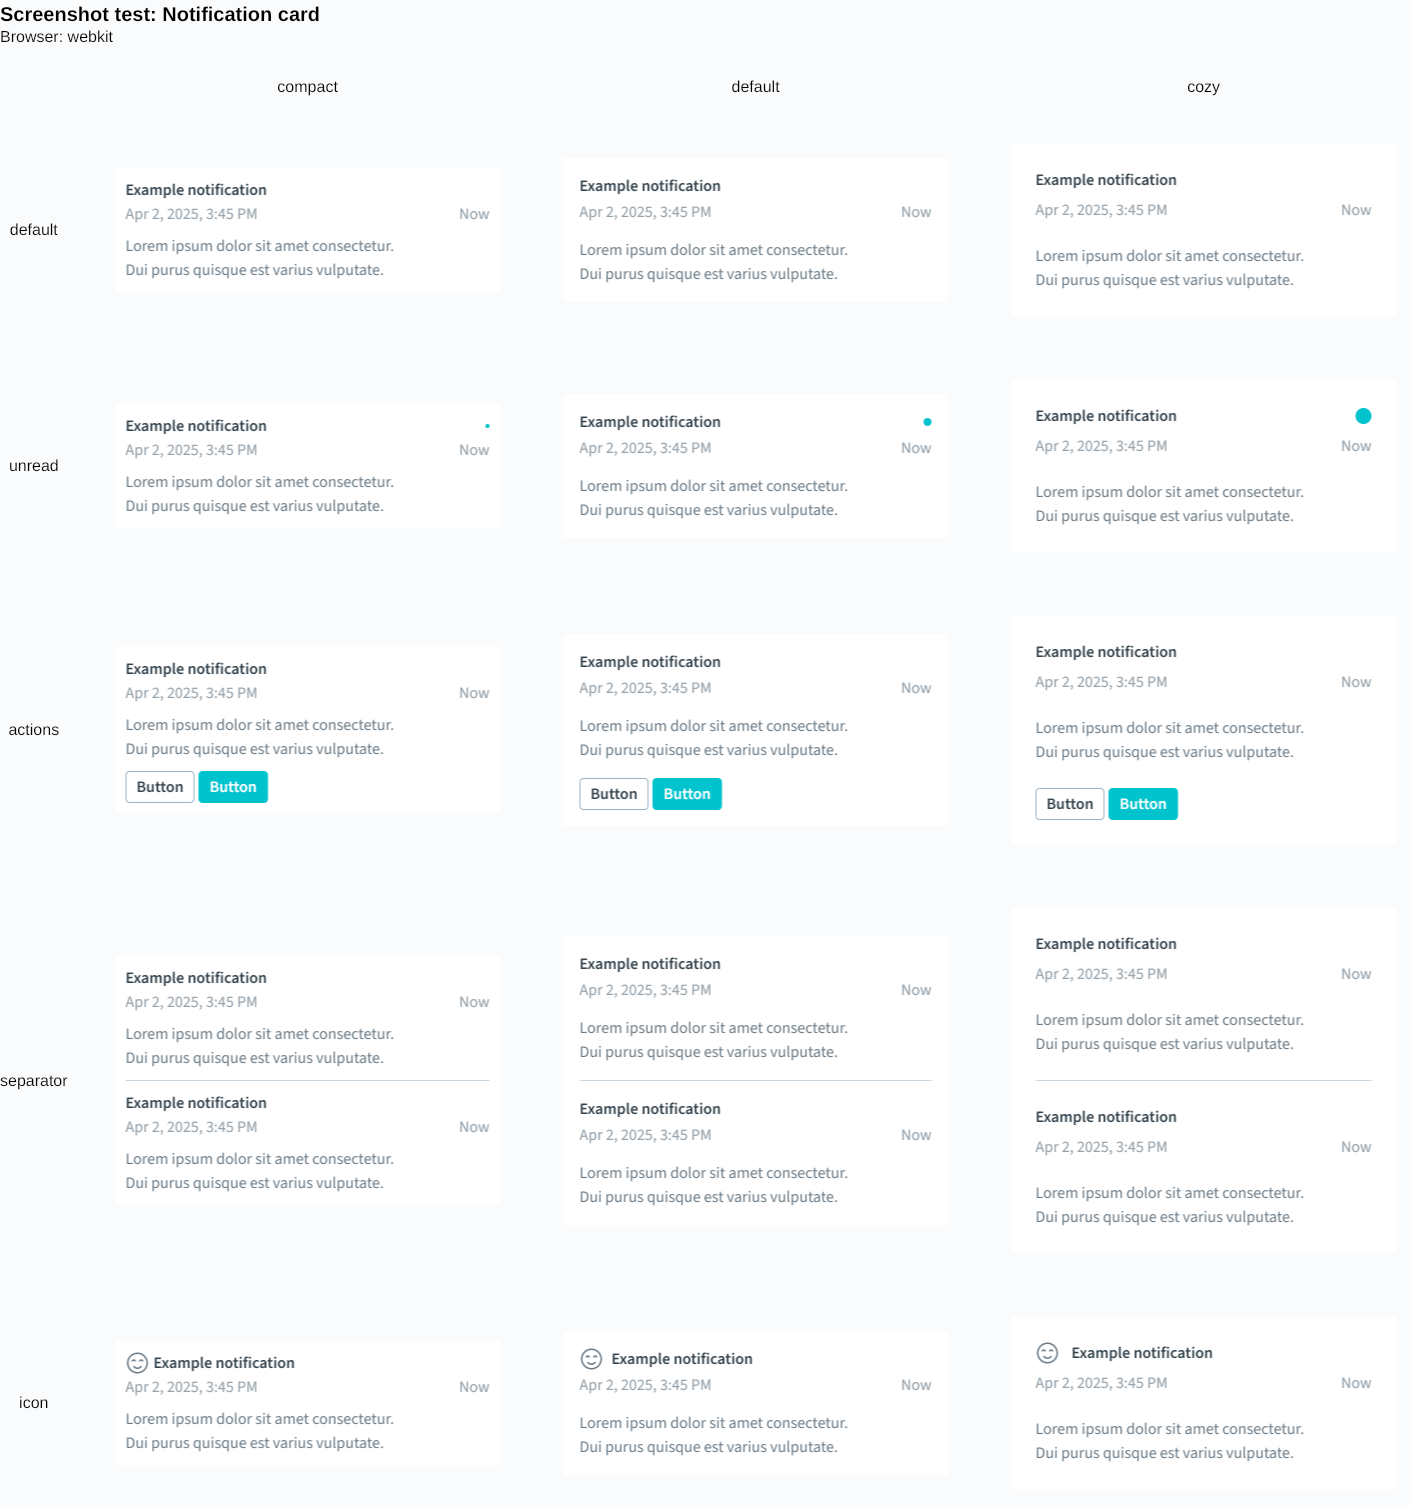 Screenshot test: Notification card
Browser: webkit
compact default cozy
default
Example notification
Apr 2, 2025, 3:45 PM Now
Lorem ipsum dolor sit amet consectetur.
Dui purus quisque est varius vulputate.
Example notification
Apr 2, 2025, 3:45 PM Now
Lorem ipsum dolor sit amet consectetur.
Dui purus quisque est varius vulputate.
Example notification
Apr 2, 2025, 3:45 PM Now
Lorem ipsum dolor sit amet consectetur.
Dui purus quisque est varius vulputate.
unread
Example notification
Apr 2, 2025, 3:45 PM Now
Lorem ipsum dolor sit amet consectetur.
Dui purus quisque est varius vulputate.
Example notification
Apr 2, 2025, 3:45 PM Now
Lorem ipsum dolor sit amet consectetur.
Dui purus quisque est varius vulputate.
Example notification
Apr 2, 2025, 3:45 PM Now
Lorem ipsum dolor sit amet consectetur.
Dui purus quisque est varius vulputate.
actions
Example notification
Apr 2, 2025, 3:45 PM Now
Lorem ipsum dolor sit amet consectetur.
Dui purus quisque est varius vulputate.
Button Button
Example notification
Apr 2, 2025, 3:45 PM Now
Lorem ipsum dolor sit amet consectetur.
Dui purus quisque est varius vulputate.
Button Button
Example notification
Apr 2, 2025, 3:45 PM Now
Lorem ipsum dolor sit amet consectetur.
Dui purus quisque est varius vulputate.
Button Button
separator
Example notification
Apr 2, 2025, 3:45 PM Now
Lorem ipsum dolor sit amet consectetur.
Dui purus quisque est varius vulputate.
Example notification
Apr 2, 2025, 3:45 PM Now
Lorem ipsum dolor sit amet consectetur.
Dui purus quisque est varius vulputate.
Example notification
Apr 2, 2025, 3:45 PM Now
Lorem ipsum dolor sit amet consectetur.
Dui purus quisque est varius vulputate.
Example notification
Apr 2, 2025, 3:45 PM Now
Lorem ipsum dolor sit amet consectetur.
Dui purus quisque est varius vulputate.
Example notification
Apr 2, 2025, 3:45 PM Now
Lorem ipsum dolor sit amet consectetur.
Dui purus quisque est varius vulputate.
Example notification
Apr 2, 2025, 3:45 PM Now
Lorem ipsum dolor sit amet consectetur.
Dui purus quisque est varius vulputate.
icon
Example notification
Apr 2, 2025, 3:45 PM Now
Lorem ipsum dolor sit amet consectetur.
Dui purus quisque est varius vulputate.
Example notification
Apr 2, 2025, 3:45 PM Now
Lorem ipsum dolor sit amet consectetur.
Dui purus quisque est varius vulputate.
Example notification
Apr 2, 2025, 3:45 PM Now
Lorem ipsum dolor sit amet consectetur.
Dui purus quisque est varius vulputate.